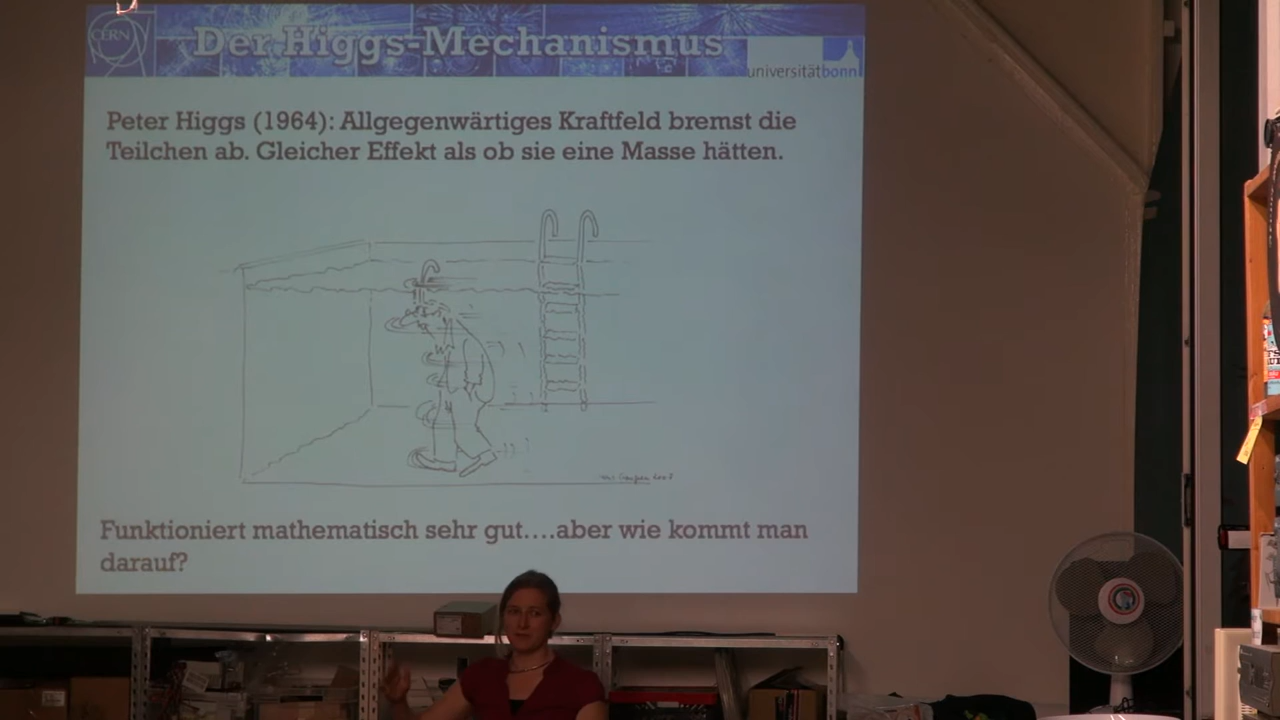 CERN
Der Higgs-Mechanismus
universitätbonn
Peter Higgs (1964): Allgegenwärtiges Kraftfeld bremst die
Teilchen ab. Gleicher Effekt als ob sie eine Masse hätten.
Funktioniert mathematisch sehr gut....aber wie kommt man
darauf?